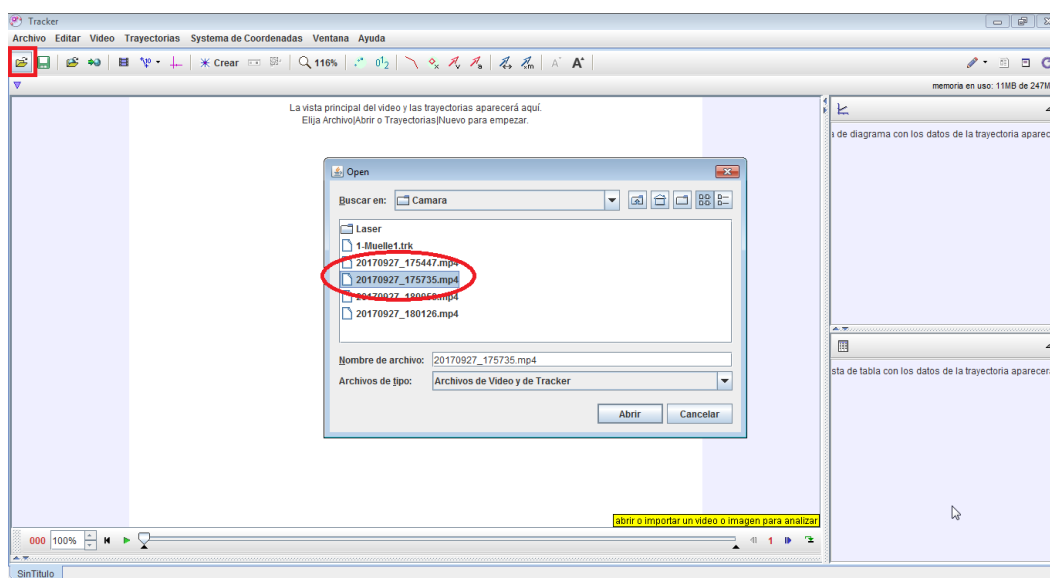 Tracker
Archivo Editar Video Trayectorias Systema de Coordenadas Ventana Ayuda
Crear 116%
memoria en uso: 11MB de 247M
La vista principal del video y las trayectorias aparecerá aquí.
Elija Archivo|Abrir o Trayectorias|Nuevo para empezar.
a de diagrama con los datos de la trayectoria aparec
Open
Buscar en: Camara
Laser
1-Muelle1.trk
20170927_175447.mp4
20170927_175735.mp4
20170927_180126.mp4
Nombre de archivo: 20170927_175735.mp4
Archivos de tipo: Archivos de Video y de Tracker
Abrir Cancelar
sta de tabla con los datos de la trayectoria aparecer
abrir o importar un video o imagen para analizar
000 100% 1
SinTitulo